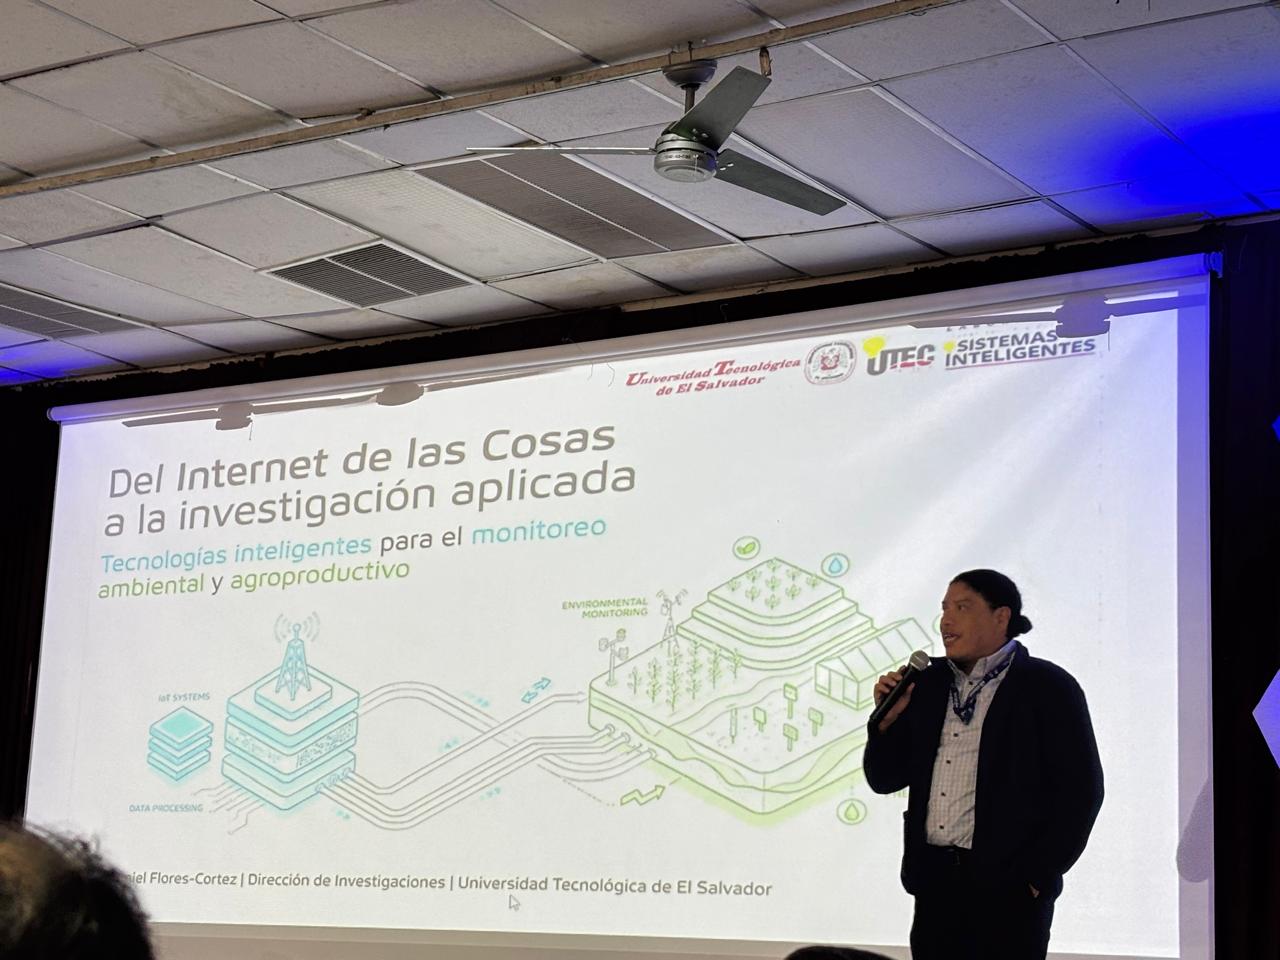 Universidad Tecnológica
de El Salvador
UTEC
SISTEMAS
INTELIGENTES
Del Internet de las Cosas
a la investigación aplicada
Tecnologías inteligentes para el monitoreo
ambiental y agroproductivo
ENVIRONMENTAL
MONITORING
IoT SYSTEMS
DATA PROCESSING
Flores-Cortez | Dirección de Investigaciones | Universidad Tecnológica de El Salvador